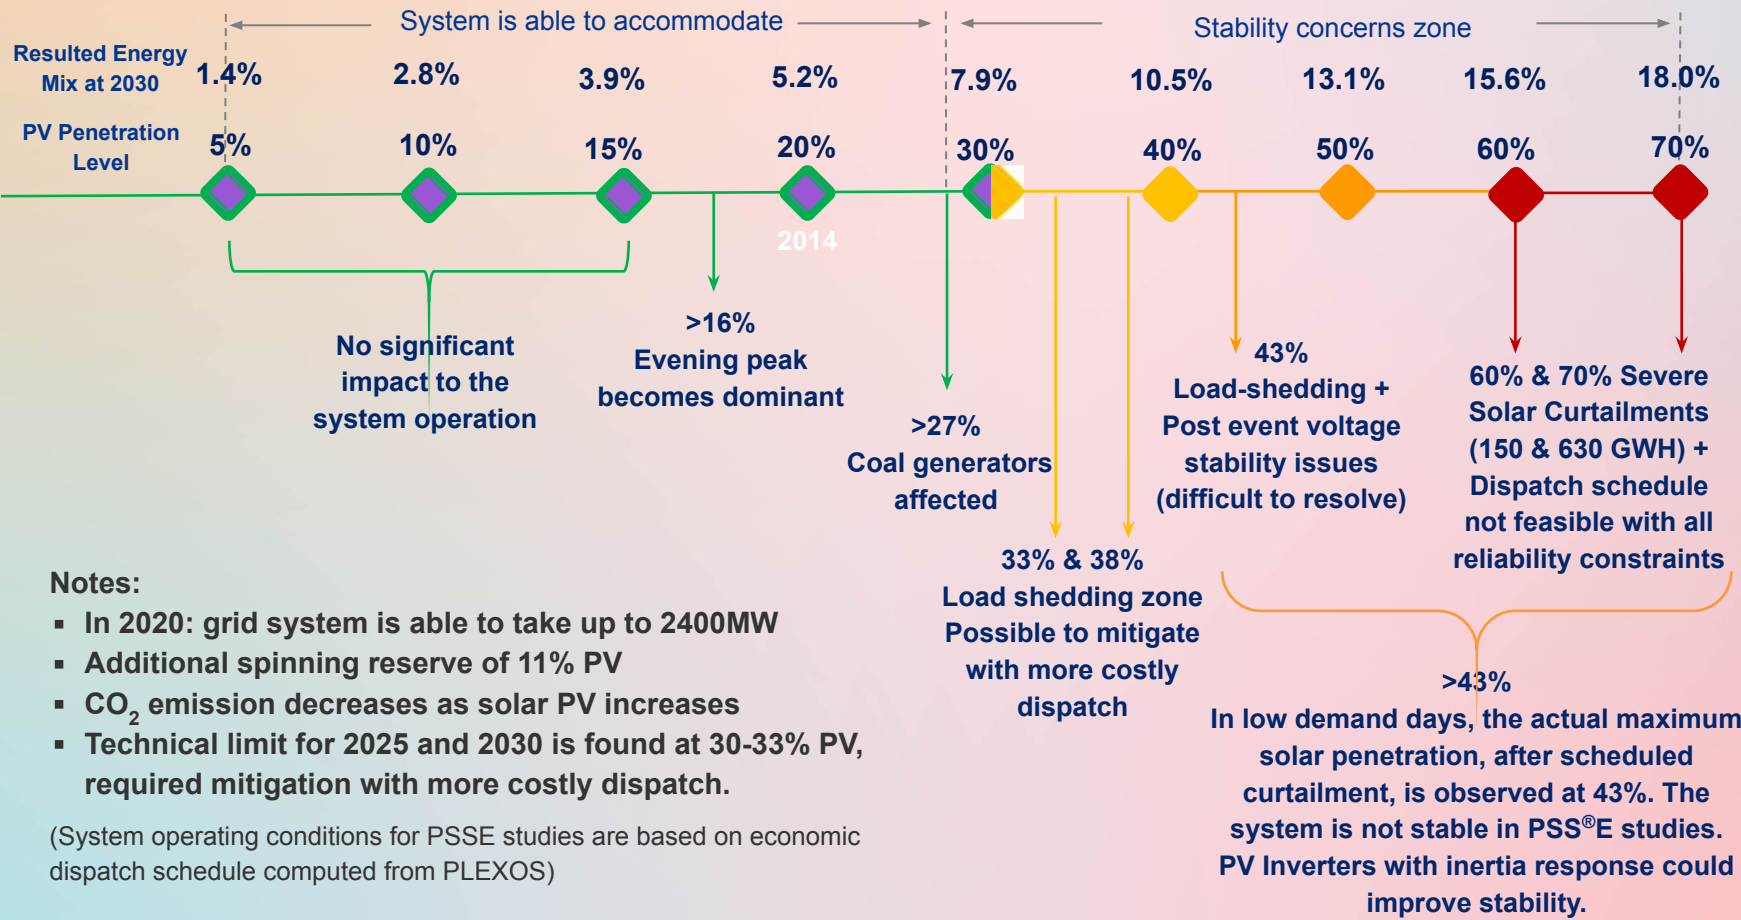 System is able to accommodate
Stability concerns zone
Resulted Energy
Mix at 2030
1.4%
2.8%
3.9%
5.2%
7.9%
10.5%
13.1%
15.6%
18.0%
PV Penetration
Level
5%
10%
15%
20%
30%
40%
50%
60%
70%
2014
No significant
impact to the
system operation
>16%
Evening peak
becomes dominant
>27%
Coal generators
affected
33% & 38%
Load shedding zone
Possible to mitigate
with more costly
dispatch
43%
Load-shedding +
Post event voltage
stability issues
(difficult to resolve)
60% & 70% Severe
Solar Curtailments
(150 & 630 GWH) +
Dispatch schedule
not feasible with all
reliability constraints
>43%
In low demand days, the actual maximum
solar penetration, after scheduled
curtailment, is observed at 43%. The
system is not stable in PSS®E studies.
PV Inverters with inertia response could
improve stability.
Notes:
▪ In 2020: grid system is able to take up to 2400MW
▪ Additional spinning reserve of 11% PV
▪ CO2 emission decreases as solar PV increases
▪ Technical limit for 2025 and 2030 is found at 30-33% PV,
required mitigation with more costly dispatch.
(System operating conditions for PSSE studies are based on economic
dispatch schedule computed from PLEXOS)